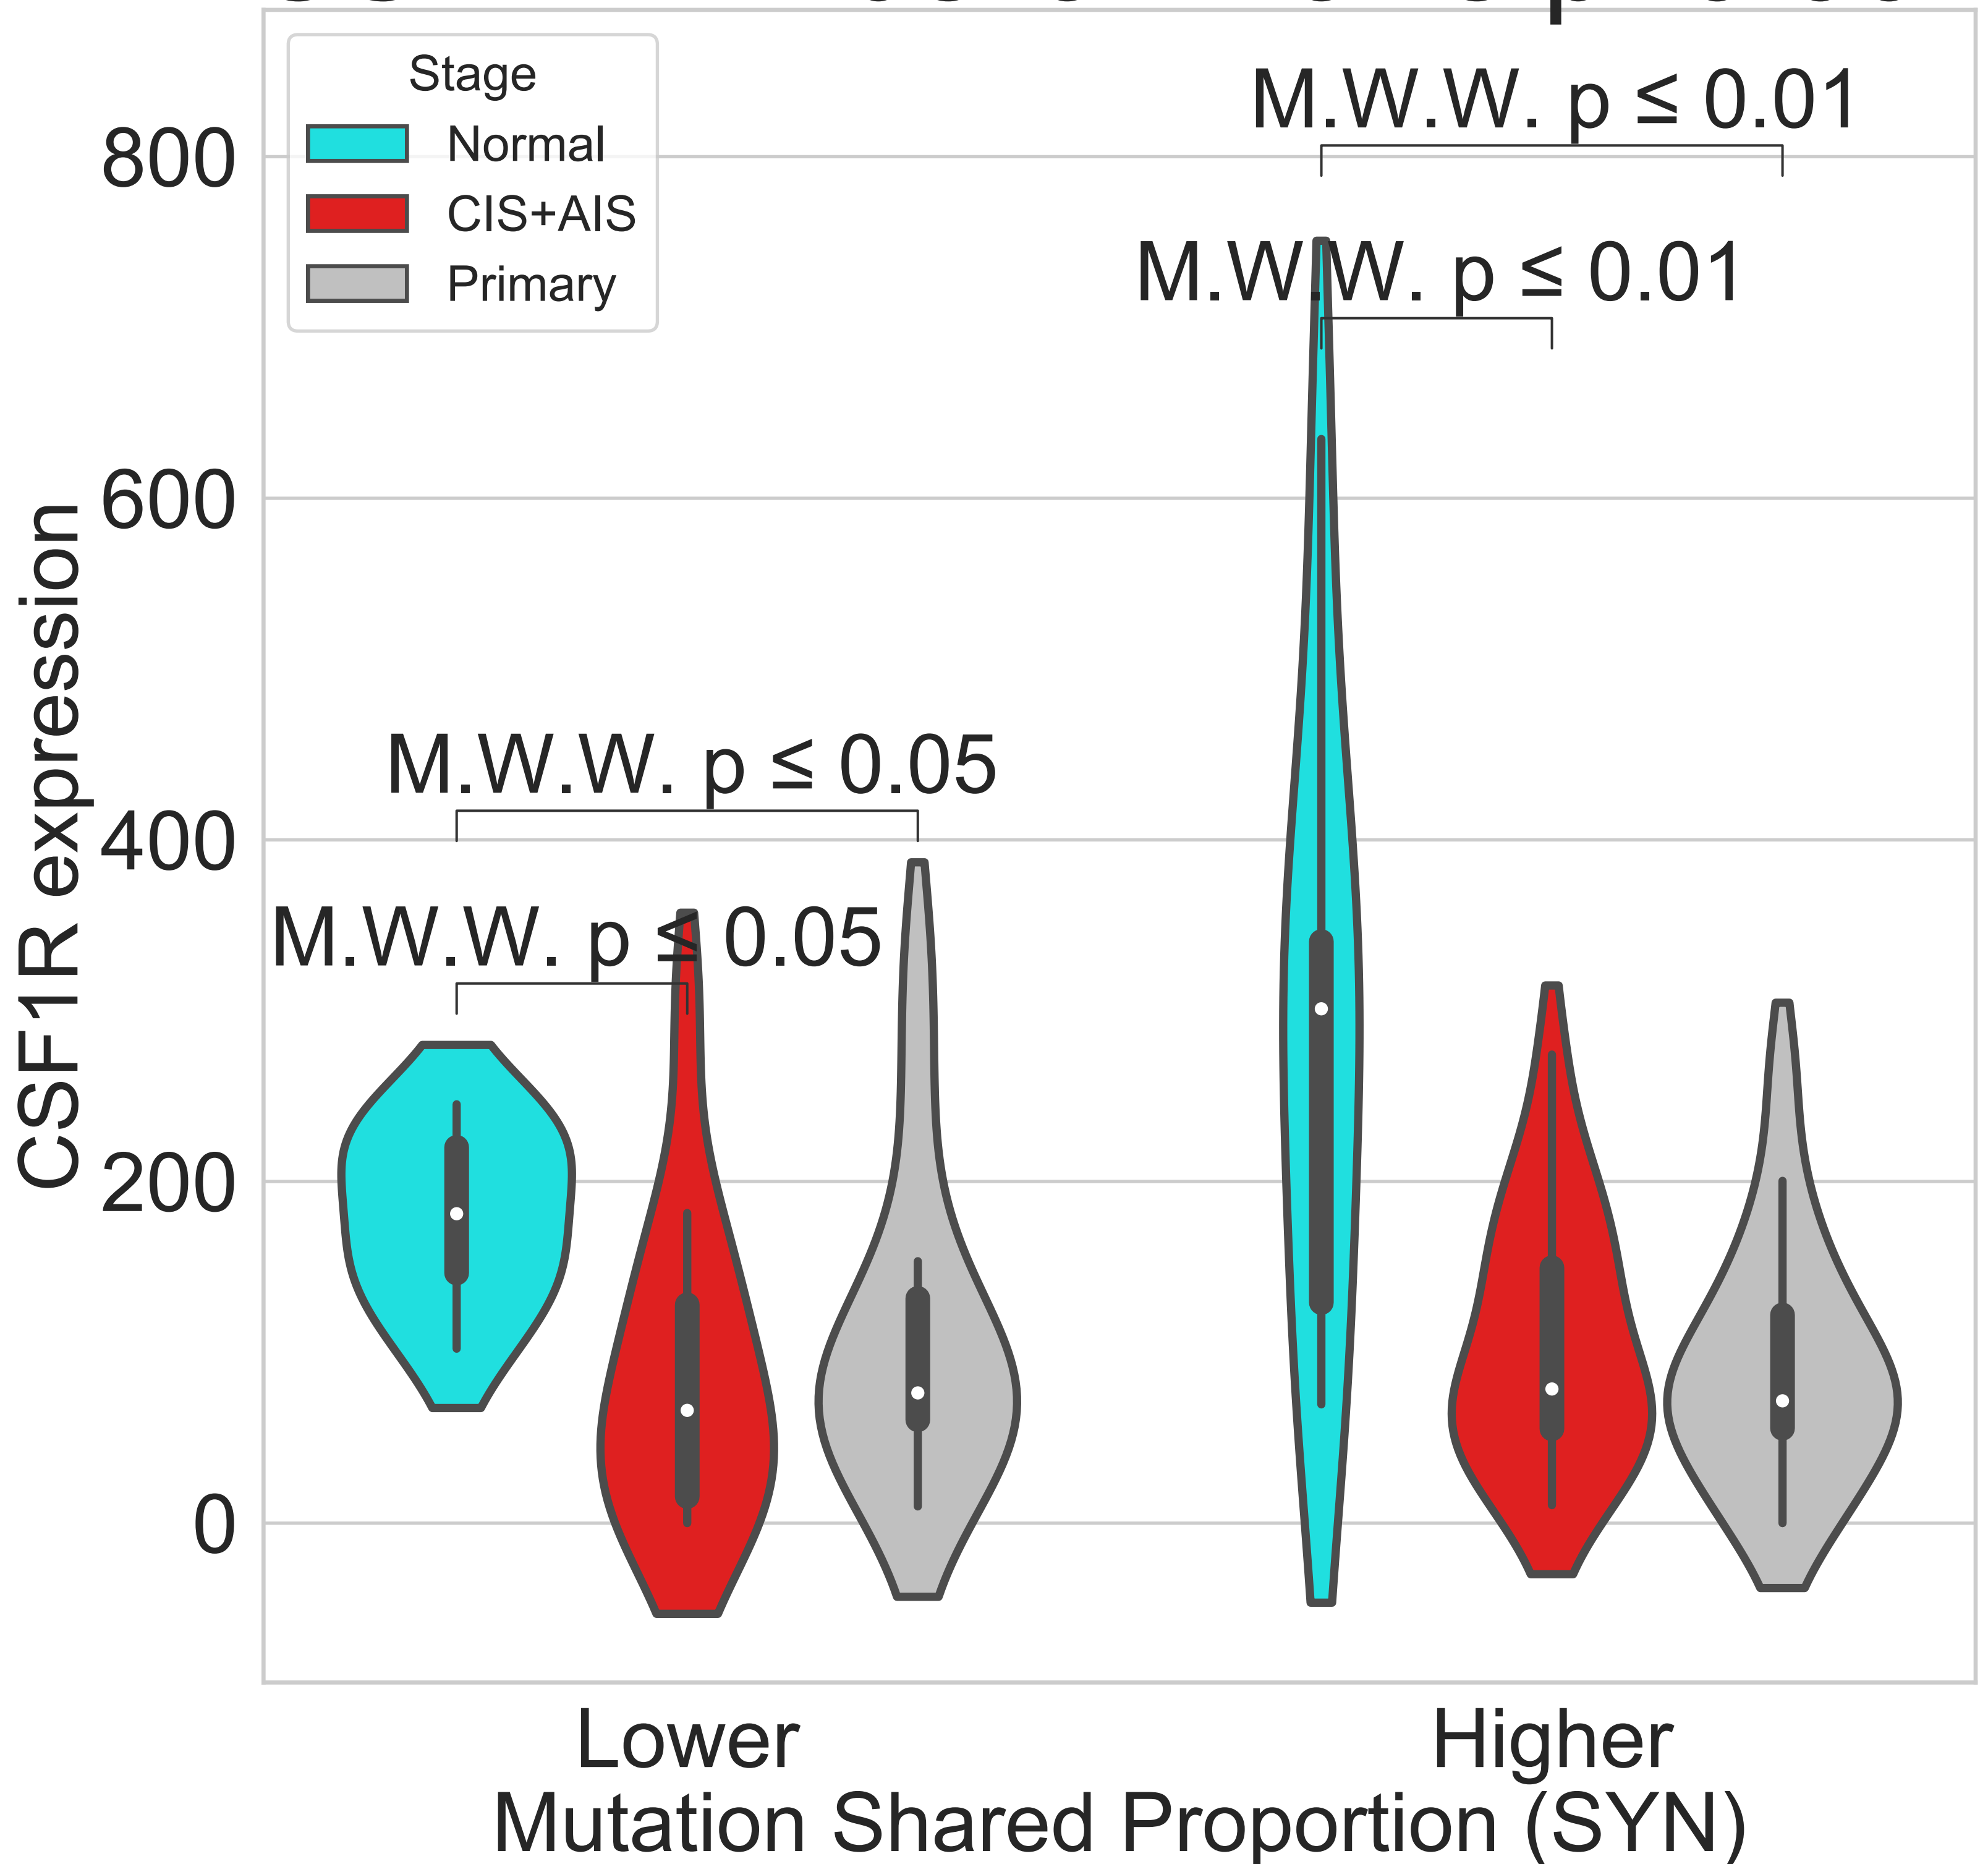 Stage
Normal
CIS+AIS
Primary
M.W.W. p ≤ 0.01
M.W.W. p ≤ 0.01
M.W.W. p ≤ 0.05
M.W.W. p ≤ 0.05
800
600
400
200
0
CSF1R expression
Lower
Higher
Mutation Shared Proportion (SYN)